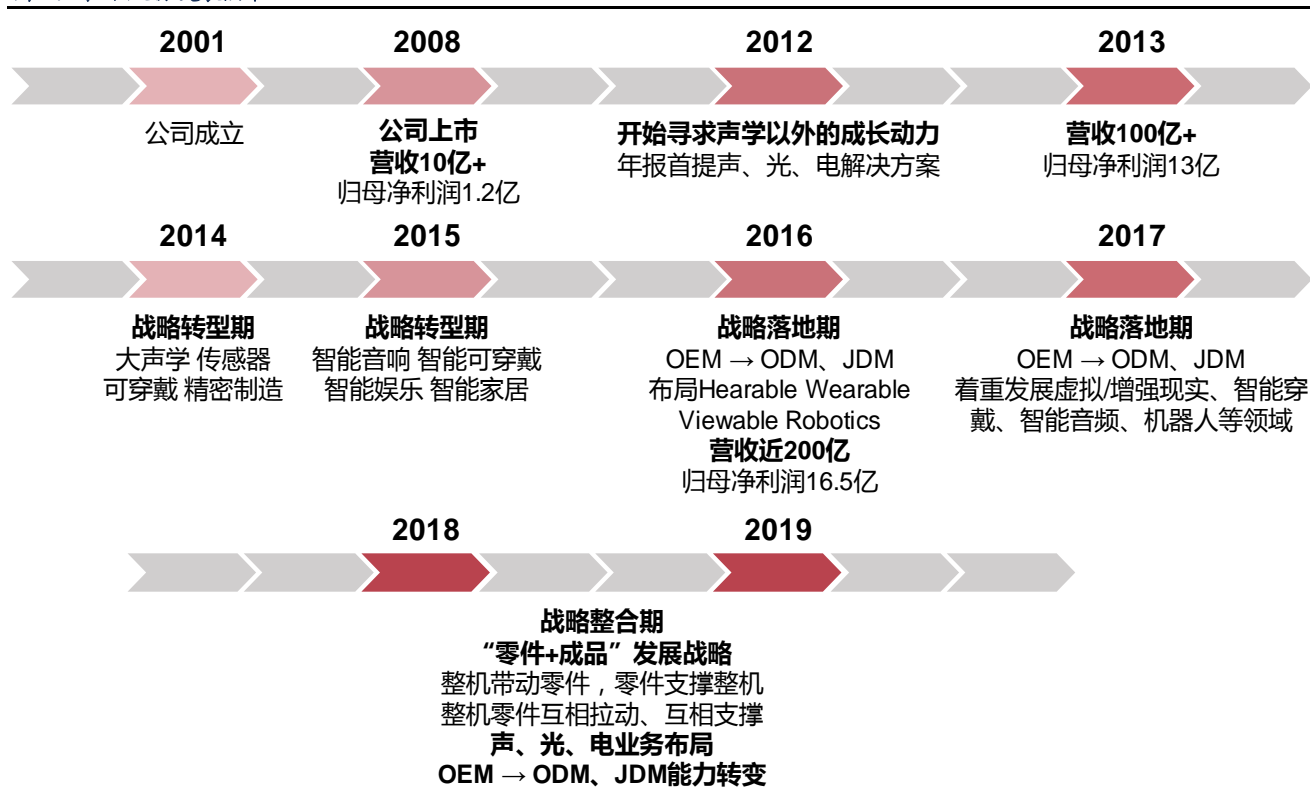 2001
2008
2012
2013
公司成立
公司上市
营收10亿+
归母净利润1.2亿
开始寻求声学以外的成长动力
年报首提声、光、电解决方案
营收100亿+
归母净利润13亿
2014
2015
2016
2017
战略转型期
大声学 传感器
可穿戴 精密制造
战略转型期
智能音响 智能可穿戴
智能娱乐 智能家居
战略落地期
OEM → ODM、JDM
布局Hearable Wearable
Viewable Robotics
营收近200亿
归母净利润16.5亿
战略落地期
OEM → ODM、JDM
着重发展虚拟/增强现实、智能穿
戴、智能音频、机器人等领域
2018
2019
战略整合期
“零件+成品”发展战略
整机带动零件，零件支撑整机
整机零件互相拉动、互相支撑
声、光、电业务布局
OEM → ODM、JDM能力转变